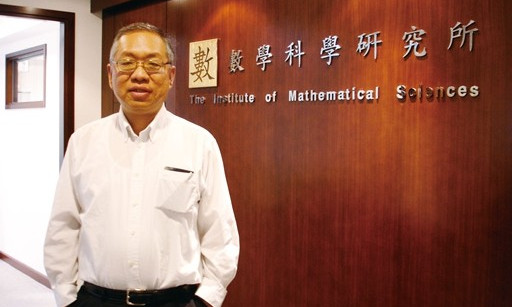 數 數學科學研究所
The Institute of Mathematical Sciences